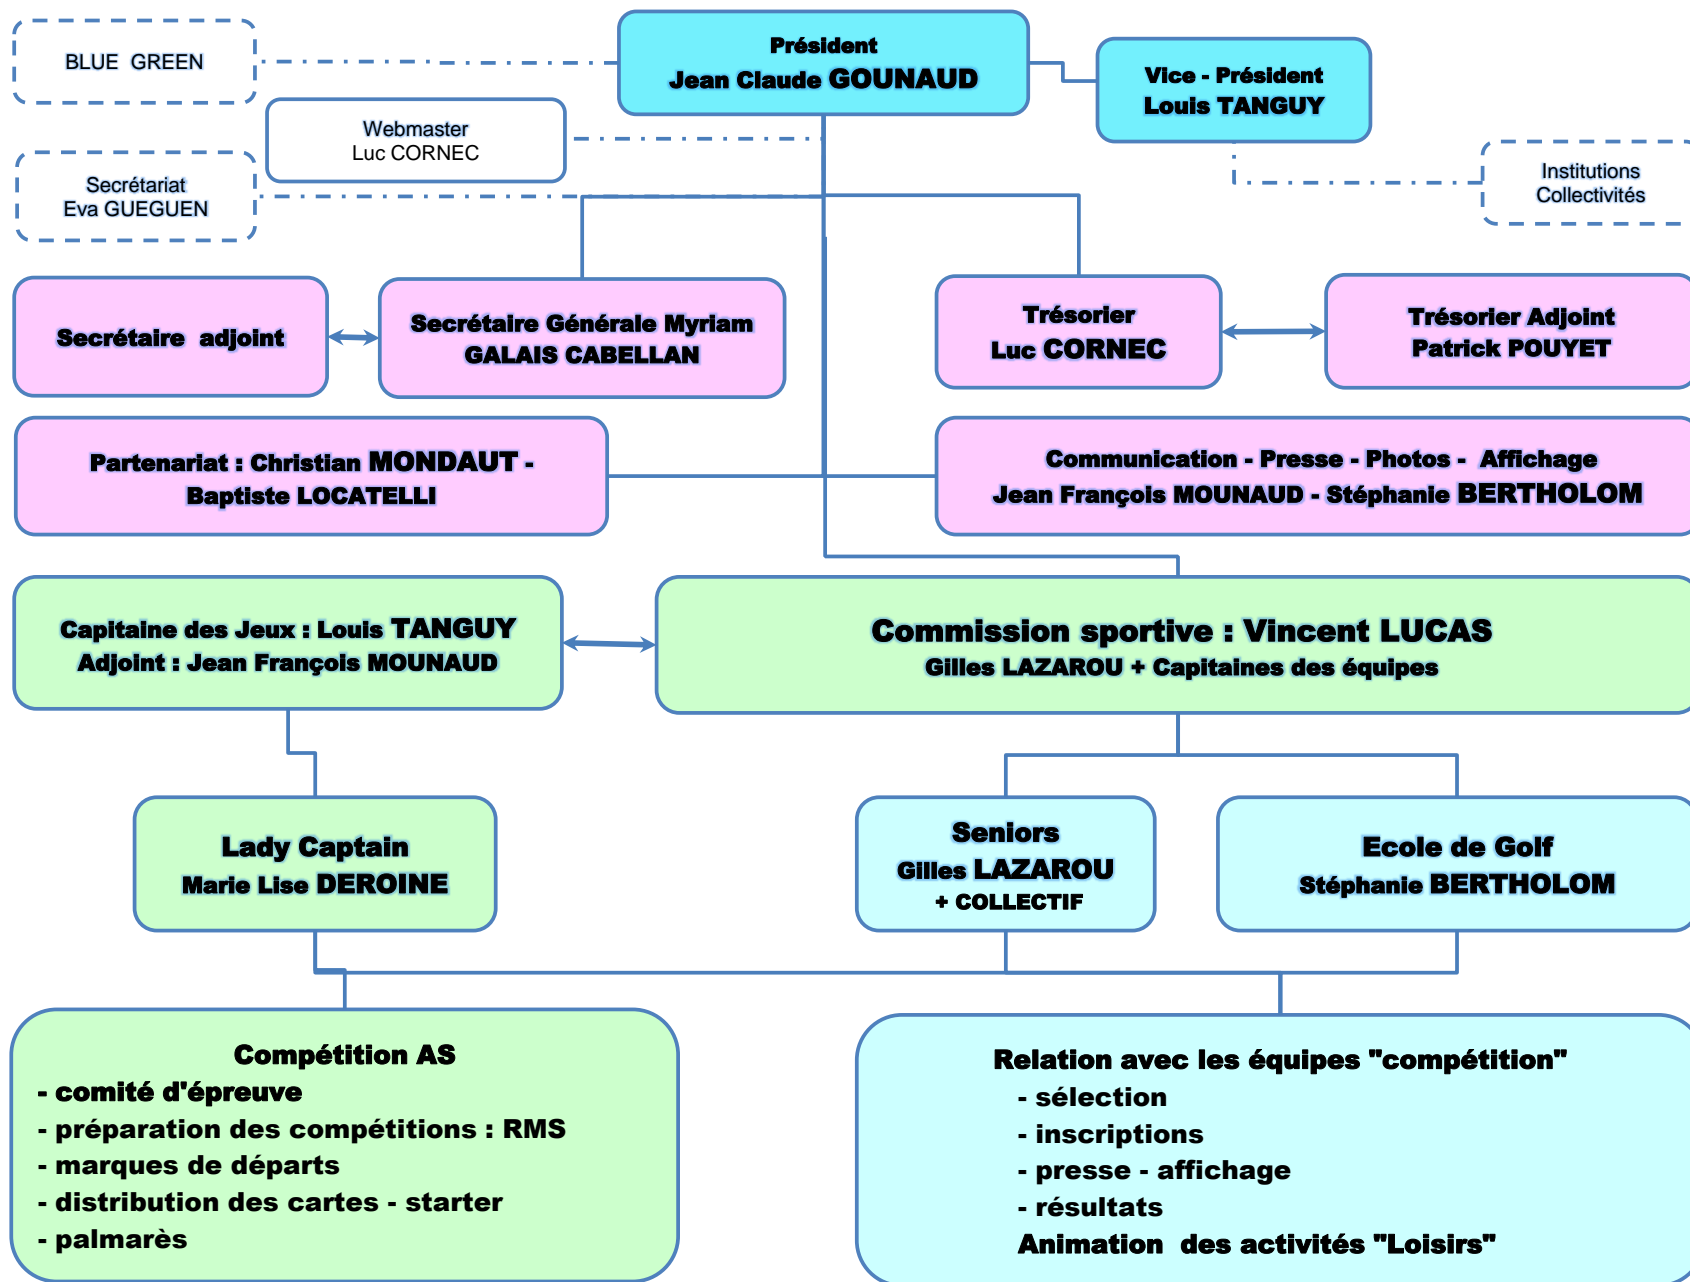 BLUE GREEN
Président
Jean Claude GOUNAUD
Vice - Président
Louis TANGUY
Webmaster
Luc CORNEC
Secrétariat
Eva GUEGUEN
Institutions
Collectivités
Secrétaire adjoint
Secrétaire Générale Myriam
GALAIS CABELLAN
Trésorier
Luc CORNEC
Trésorier Adjoint
Patrick POUYET
Partenariat : Christian MONDAUT -
Baptiste LOCATELLI
Communication - Presse - Photos - Affichage
Jean François MOUNAUD - Stéphanie BERTHOLOM
Capitaine des Jeux : Louis TANGUY
Adjoint : Jean François MOUNAUD
Commission sportive : Vincent LUCAS
Gilles LAZAROU + Capitaines des équipes
Lady Captain
Marie Lise DEROINE
Seniors
Gilles LAZAROU
+ COLLECTIF
Ecole de Golf
Stéphanie BERTHOLOM
Compétition AS
- comité d'épreuve
- préparation des compétitions : RMS
- marques de départs
- distribution des cartes - starter
- palmarès
Relation avec les équipes "compétition"
- sélection
- inscriptions
- presse - affichage
- résultats
Animation des activités "Loisirs"